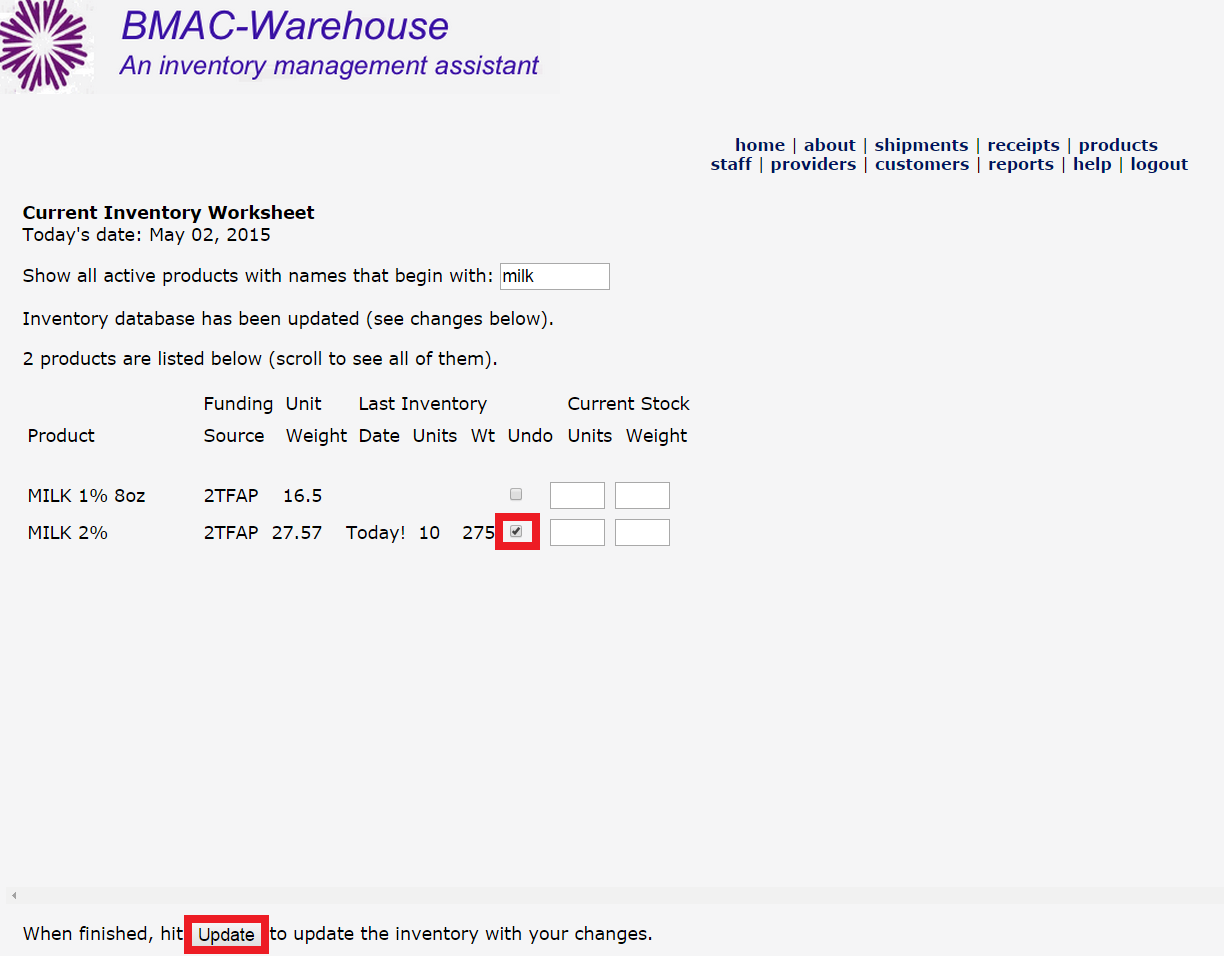 BMAC-Warehouse
An inventory management assistant
home | about | shipments | receipts | products
staff | providers | customers | reports | help | logout
Current Inventory Worksheet
Today's date: May 02, 2015
Show all active products with names that begin with: milk
Inventory database has been updated (see changes below).
2 products are listed below (scroll to see all of them).
Funding Unit Last Inventory Current Stock
Product Source Weight Date Units Wt Undo Units Weight
MILK 1% 8oz 2TFAP 16.5
MILK 2% 2TFAP 27.57 Today! 10 275
When finished, hit Update to update the inventory with your changes.